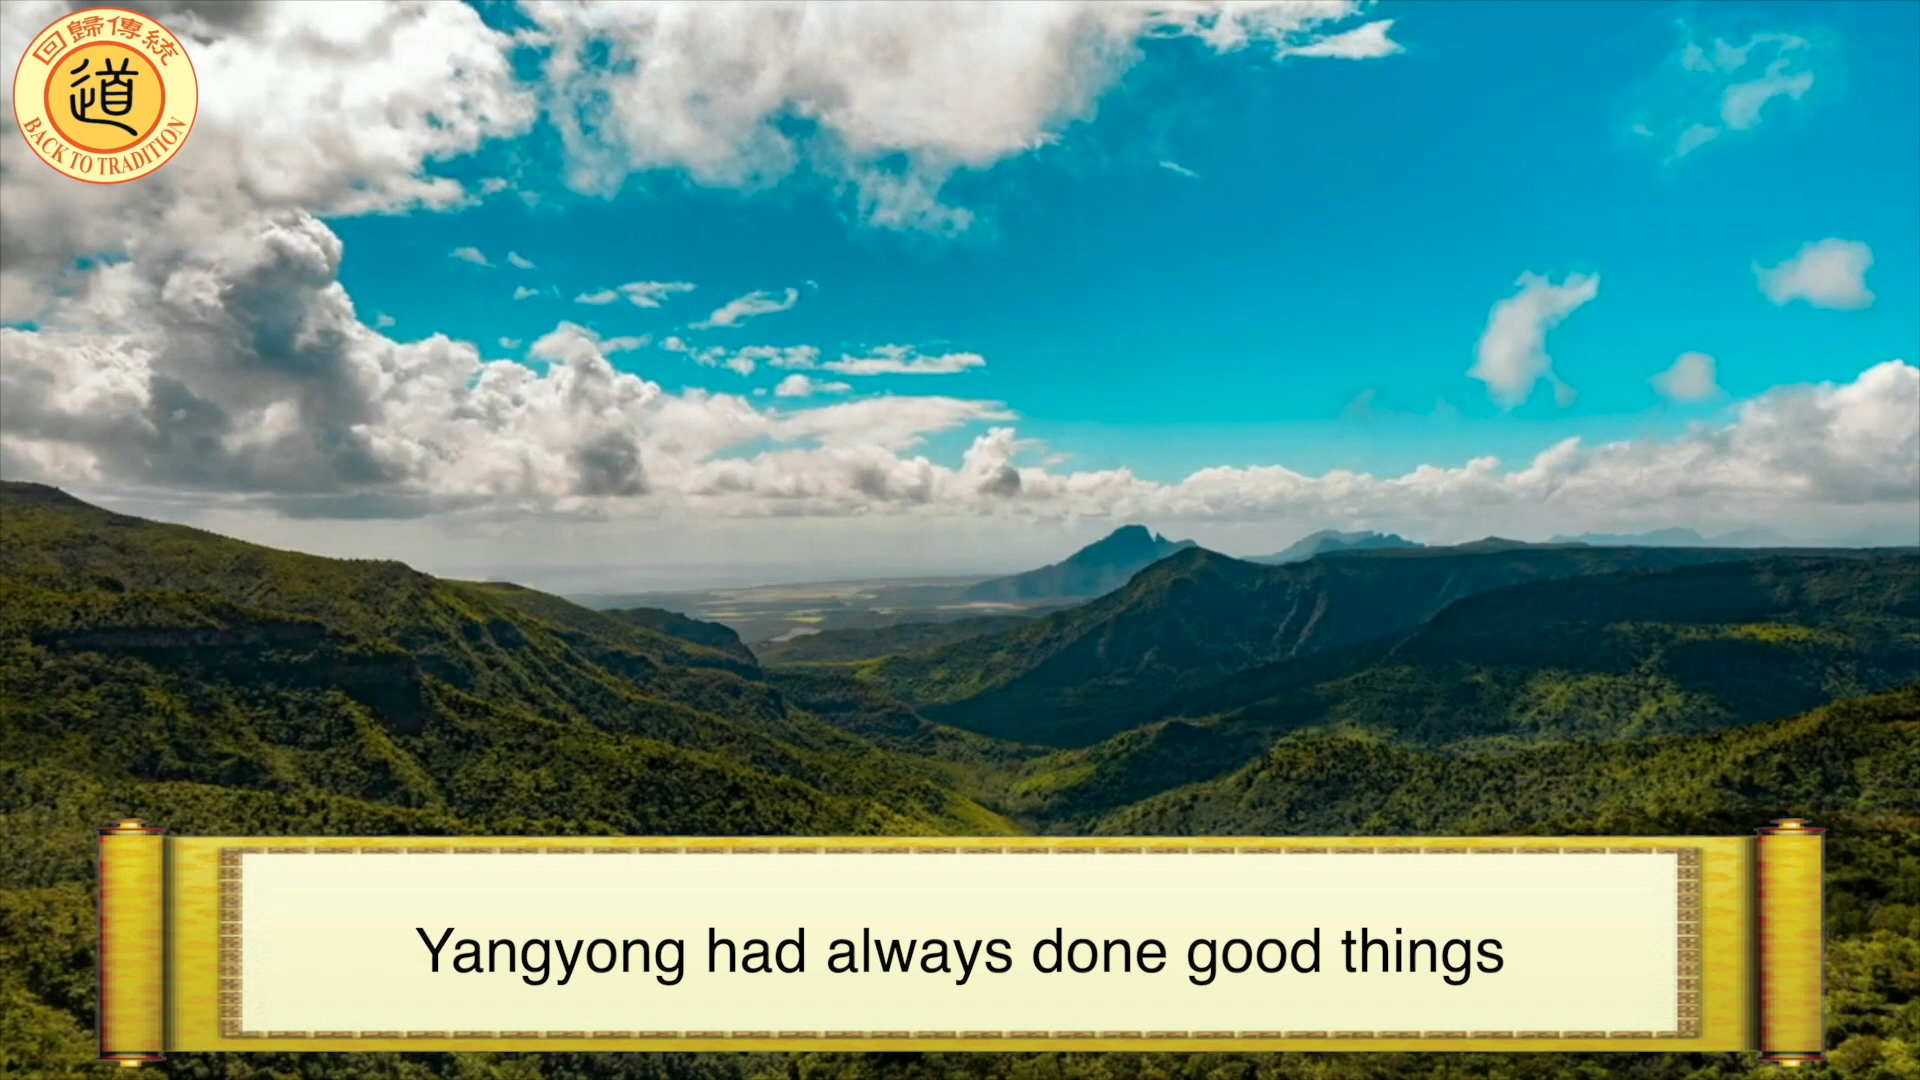 回歸傳統
道
BACK TO TRADITION
Yangyong had always done good things